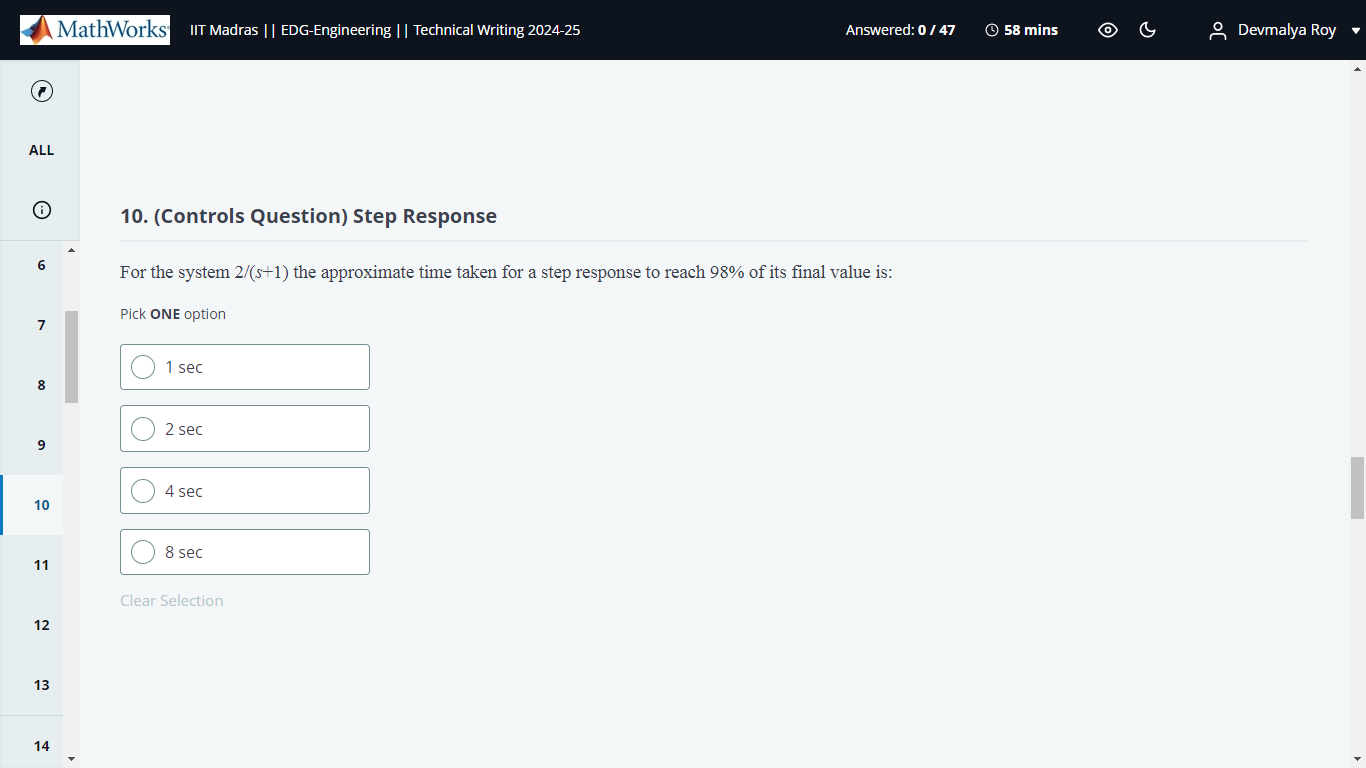 MathWorks
IIT Madras || EDG-Engineering || Technical Writing 2024-25
Answered: 0 / 47
58 mins
Devmalya Roy
ALL
6
7
8
9
10
11
12
13
14
10. (Controls Question) Step Response
For the system 2/(s+1) the approximate time taken for a step response to reach 98% of its final value is:
Pick ONE option
1 sec
2 sec
4 sec
8 sec
Clear Selection